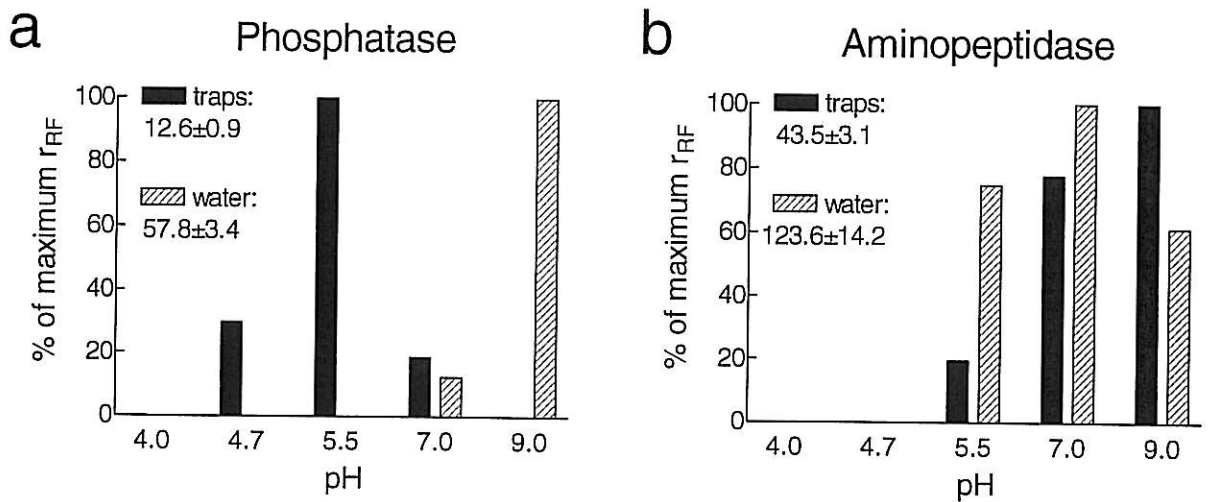 a
Phosphatase
% of maximum rRF
100
80
60
40
20
0
traps:
12.6±0.9
water:
57.8±3.4
4.0 4.7 5.5 7.0 9.0
pH
b
Aminopeptidase
% of maximum rRF
100
80
60
40
20
0
traps:
43.5±3.1
water:
123.6±14.2
4.0 4.7 5.5 7.0 9.0
pH